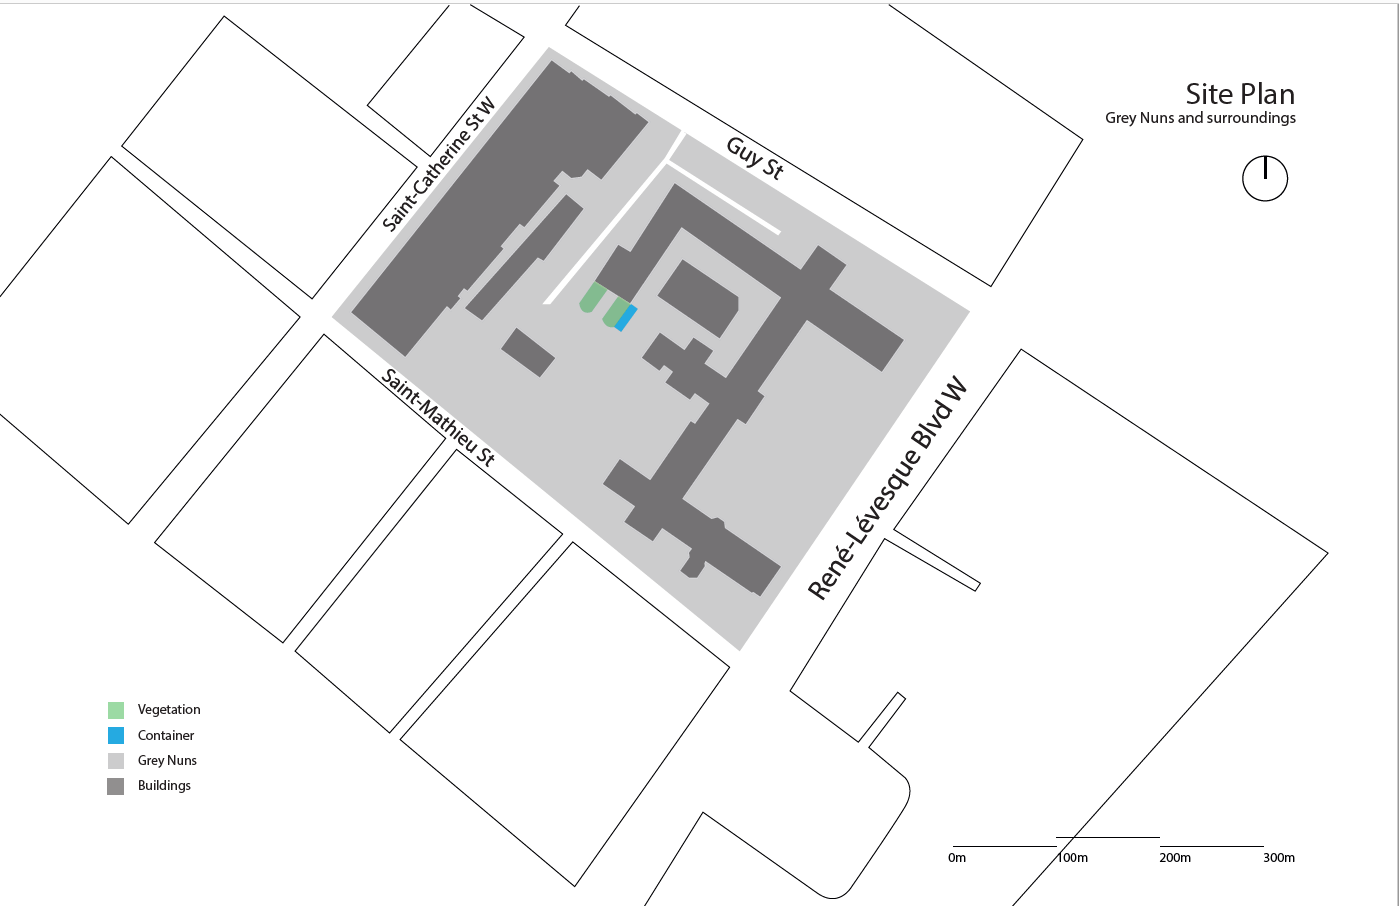 Site Plan
Grey Nuns and surroundings
Saint-Catherine St W
Guy St
Saint-Mathieu St
René-Lévesque Blvd W
Vegetation
Container
Grey Nuns
Buildings
0m 100m 200m 300m